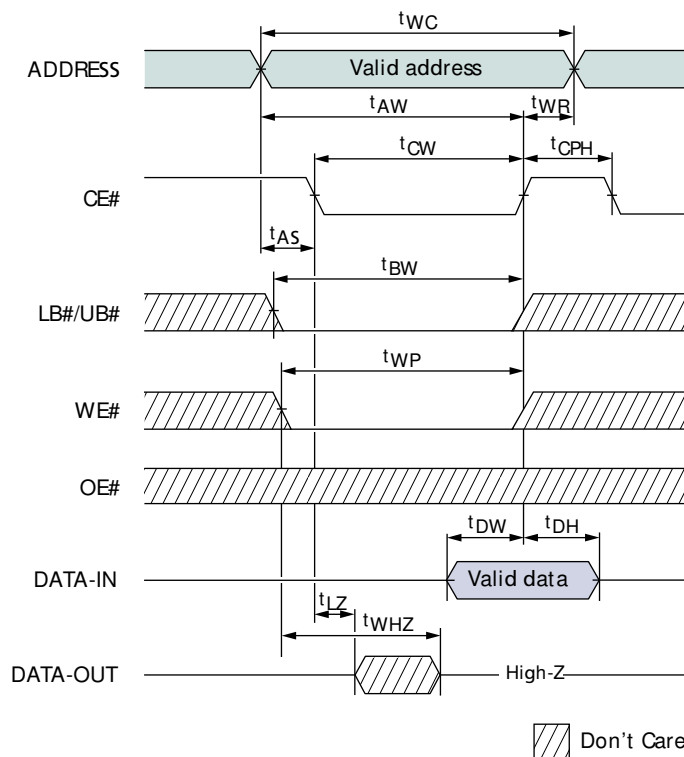 tWC
ADDRESS
Valid address
tAW
tWR
tCW
tCPH
CE#
tAS
tBW
LB#/UB#
tWP
WE#
OE#
tDW
tDH
DATA-IN
Valid data
tLZ
tWHZ
DATA-OUT
High-Z
Don't Care